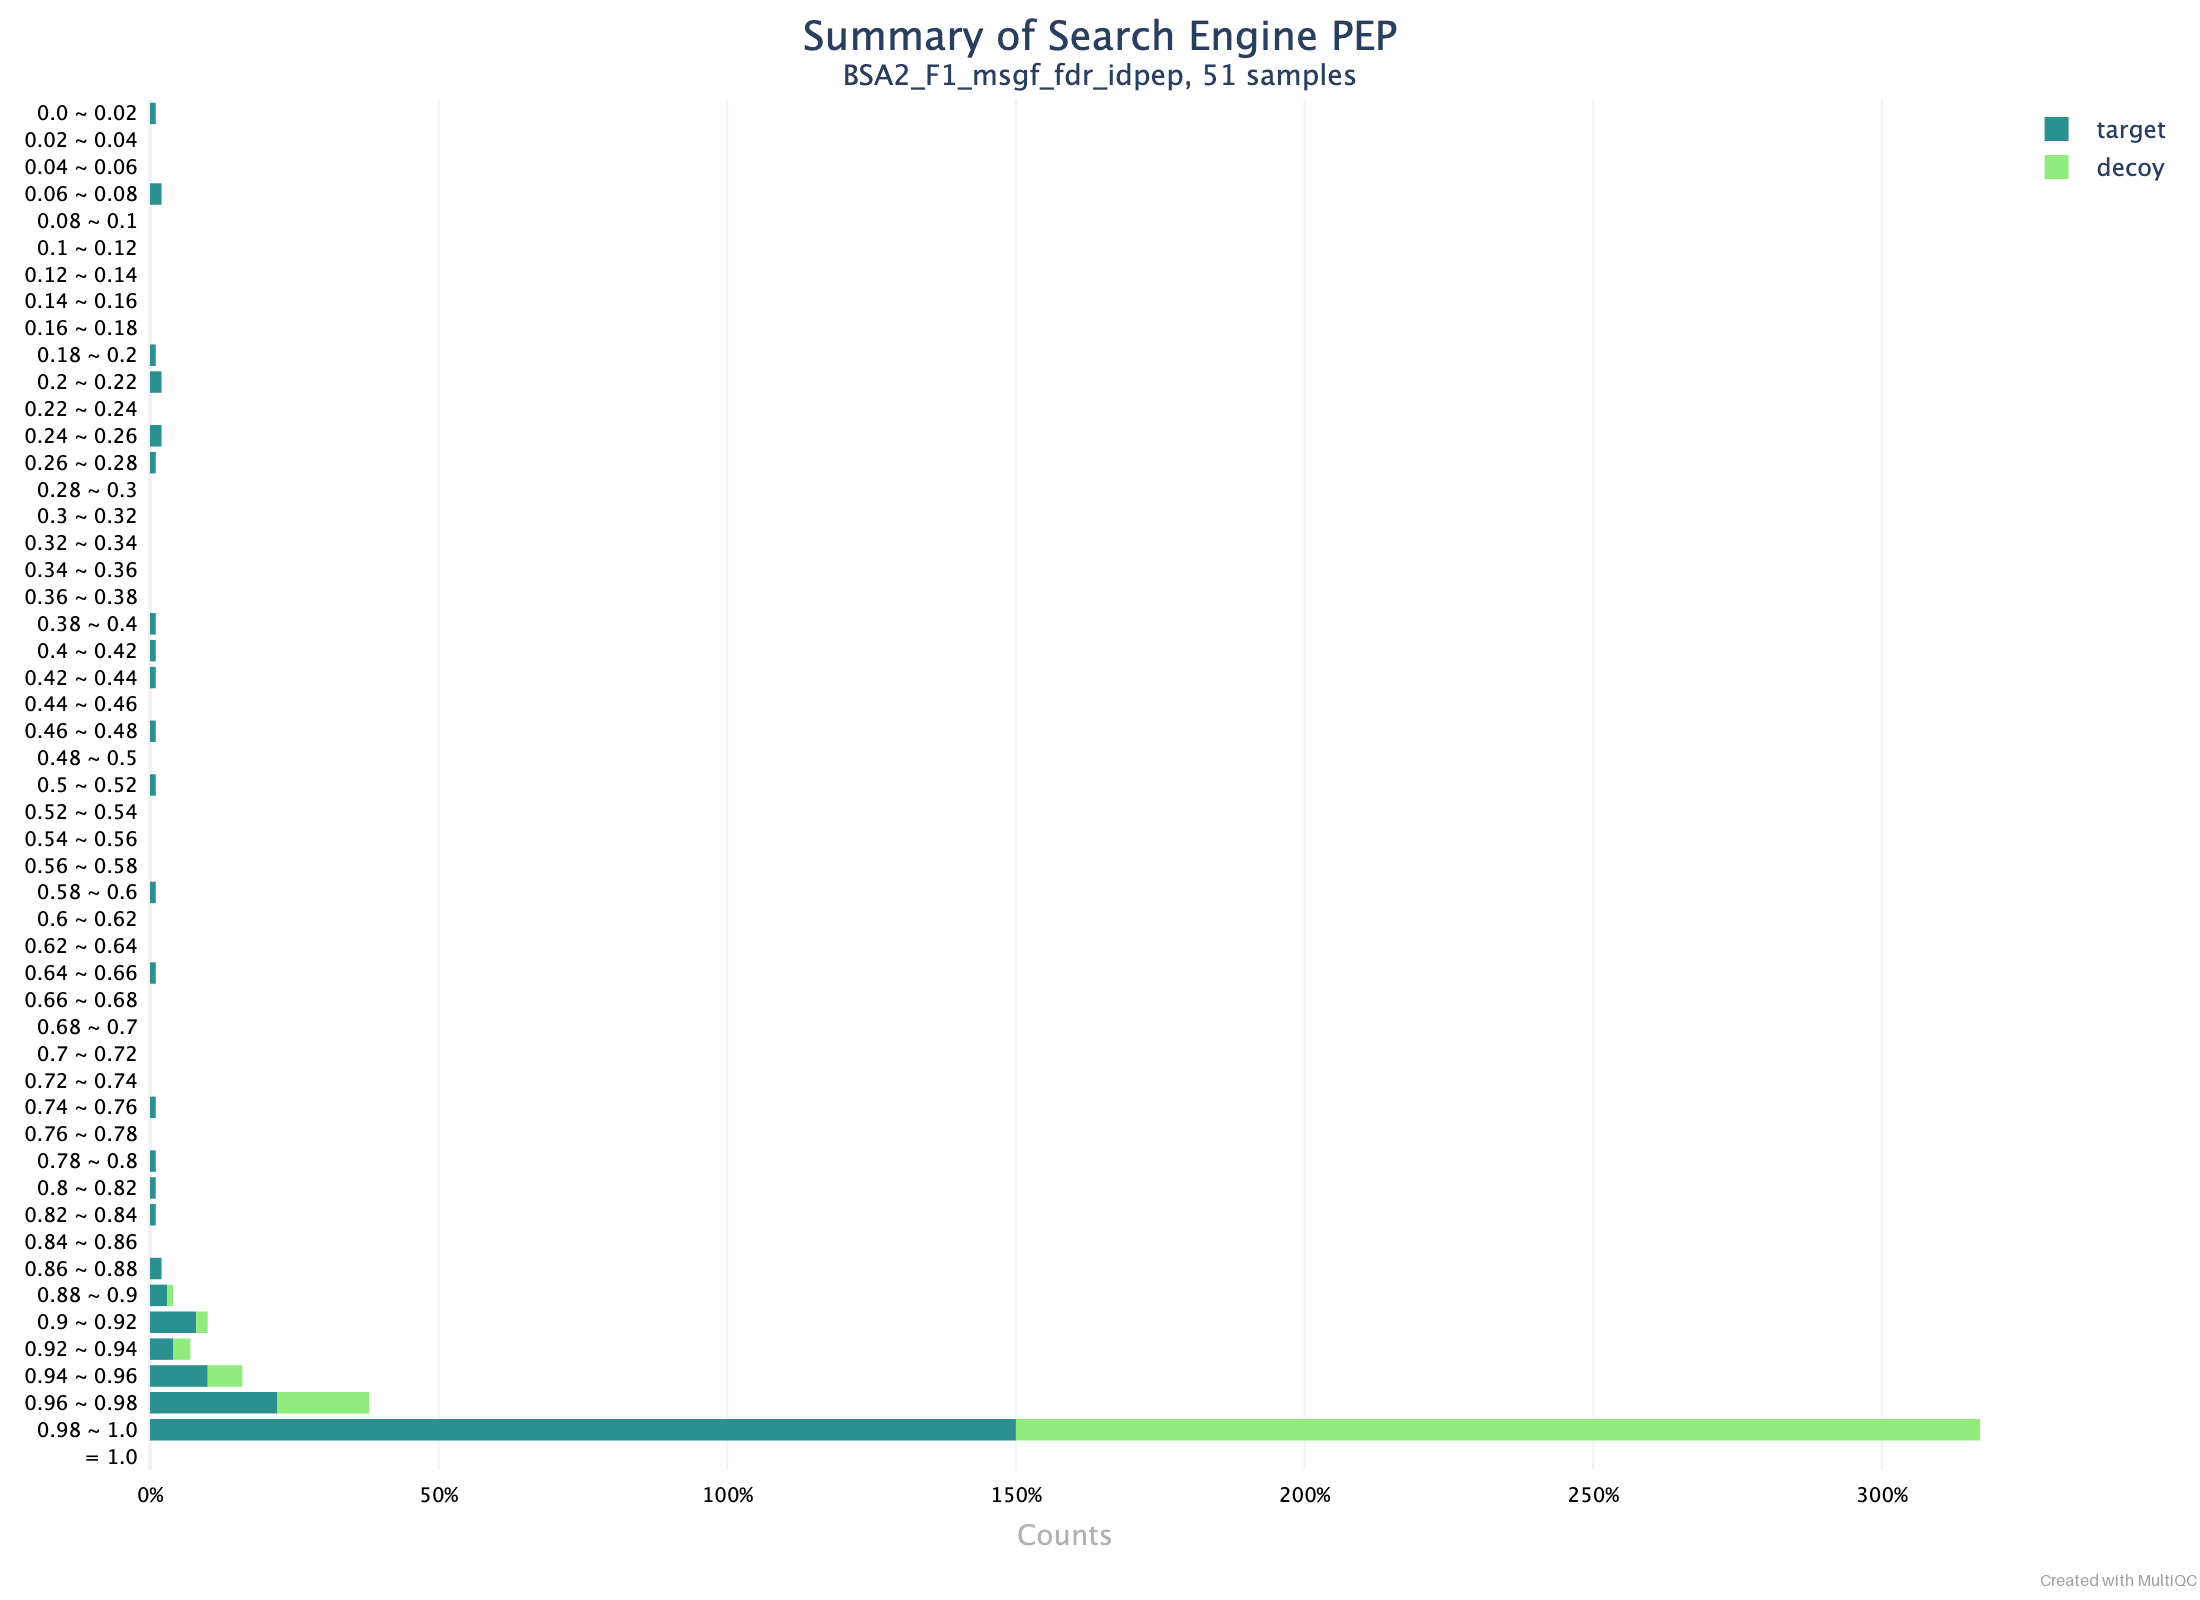 Summary of Search Engine PEP
BSA2_F1_msgf_fdr_idpep, 51 samples
target
decoy
0.0 ~ 0.02
0.02 ~ 0.04
0.04 ~ 0.06
0.06 ~ 0.08
0.08 ~ 0.1
0.1 ~ 0.12
0.12 ~ 0.14
0.14 ~ 0.16
0.16 ~ 0.18
0.18 ~ 0.2
0.2 ~ 0.22
0.22 ~ 0.24
0.24 ~ 0.26
0.26 ~ 0.28
0.28 ~ 0.3
0.3 ~ 0.32
0.32 ~ 0.34
0.34 ~ 0.36
0.36 ~ 0.38
0.38 ~ 0.4
0.4 ~ 0.42
0.42 ~ 0.44
0.44 ~ 0.46
0.46 ~ 0.48
0.48 ~ 0.5
0.5 ~ 0.52
0.52 ~ 0.54
0.54 ~ 0.56
0.56 ~ 0.58
0.58 ~ 0.6
0.6 ~ 0.62
0.62 ~ 0.64
0.64 ~ 0.66
0.66 ~ 0.68
0.68 ~ 0.7
0.7 ~ 0.72
0.72 ~ 0.74
0.74 ~ 0.76
0.76 ~ 0.78
0.78 ~ 0.8
0.8 ~ 0.82
0.82 ~ 0.84
0.84 ~ 0.86
0.86 ~ 0.88
0.88 ~ 0.9
0.9 ~ 0.92
0.92 ~ 0.94
0.94 ~ 0.96
0.96 ~ 0.98
0.98 ~ 1.0
= 1.0
0% 50% 100% 150% 200% 250% 300%
Counts
Created with MultiQC